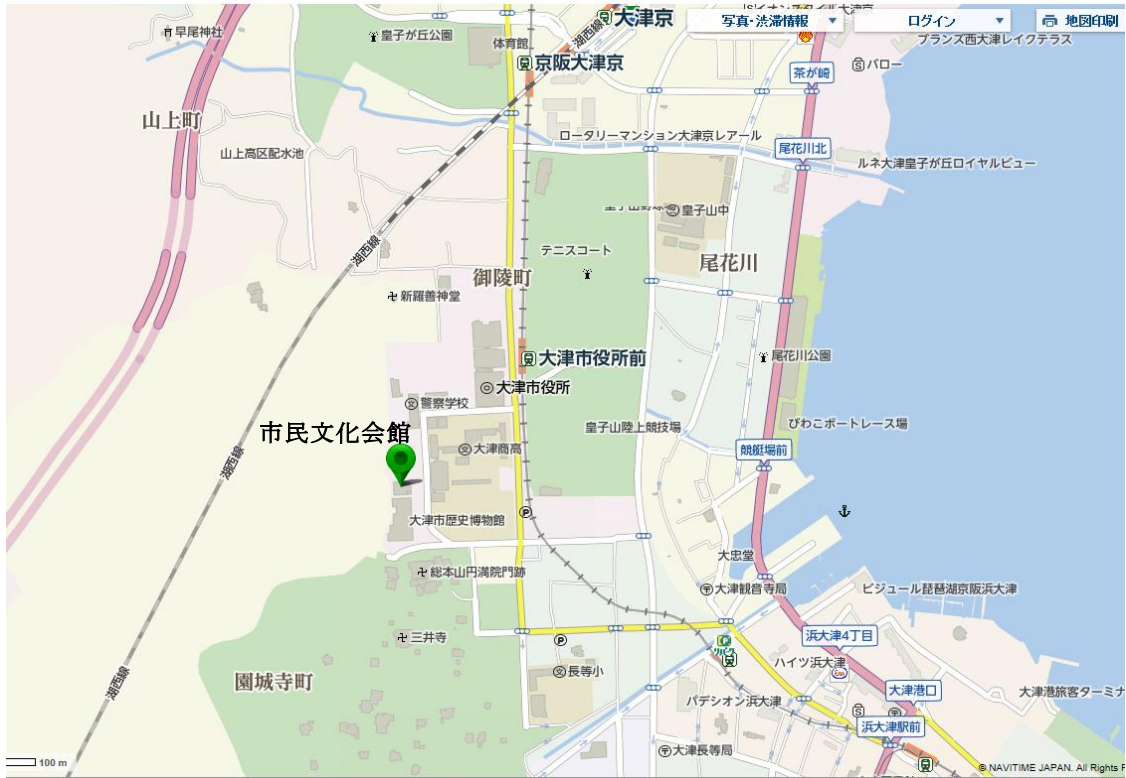 大津京
写真・渋滞情報
ログイン
地図印刷
早尾神社
皇子が丘公園
体育館
京阪大津京
ブランズ西大津レイクテラス
バロー
茶が崎
山上町
湖西線
ロータリーマンション大津京レアール
山上高区配水池
尾花川北
ルネ大津皇子が丘ロイヤルビュー
皇子山中
湖西線
テニスコート
尾花川
御陵町
新羅善神堂
大津市役所前
尾花川公園
大津市役所
警察学校
市民文化会館
皇子山陸上競技場
びわこボートレース場
大津商高
競艇場前
湖西線
大津市歴史博物館
大忠堂
総本山円満院門跡
大津観音寺局
ビジュール琵琶湖京阪浜大津
三井寺
浜大津4丁目
長等小
ハイツ浜大津
園城寺町
湖西線
パデシオン浜大津
大津港口
大津港旅客ターミナ
浜大津駅前
大津長等局
100 m
© NAVITIME JAPAN. All Rights R